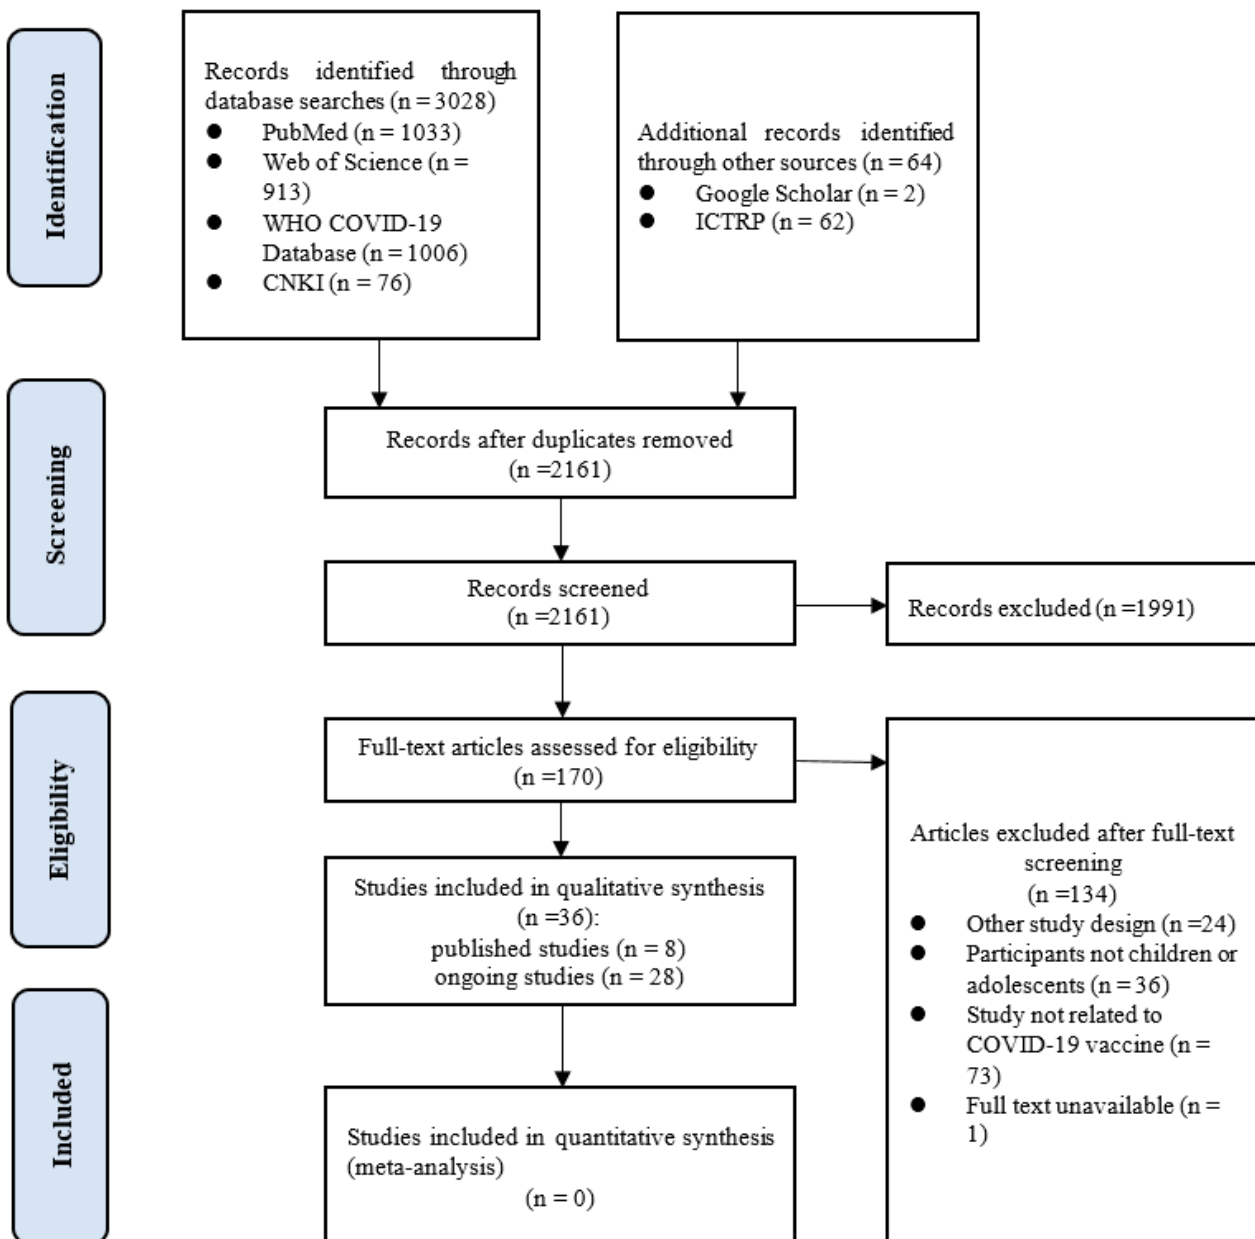 Identification
Records identified through
database searches (n = 3028)
● PubMed (n = 1033)
● Web of Science (n =
913)
● WHO COVID-19
Database (n = 1006)
● CNKI (n = 76)
Additional records identified
through other sources (n = 64)
● Google Scholar (n = 2)
● ICTRP (n = 62)
Screening
Records after duplicates removed
(n =2161)
Records screened
(n =2161)
Records excluded (n =1991)
Eligibility
Full-text articles assessed for eligibility
(n =170)
Articles excluded after full-text
screening
(n =134)
● Other study design (n =24)
● Participants not children or
adolescents (n = 36)
● Study not related to
COVID-19 vaccine (n =
73)
● Full text unavailable (n =
1)
Studies included in qualitative synthesis
(n =36):
published studies (n = 8)
ongoing studies (n = 28)
Included
Studies included in quantitative synthesis
(meta-analysis)
(n = 0)